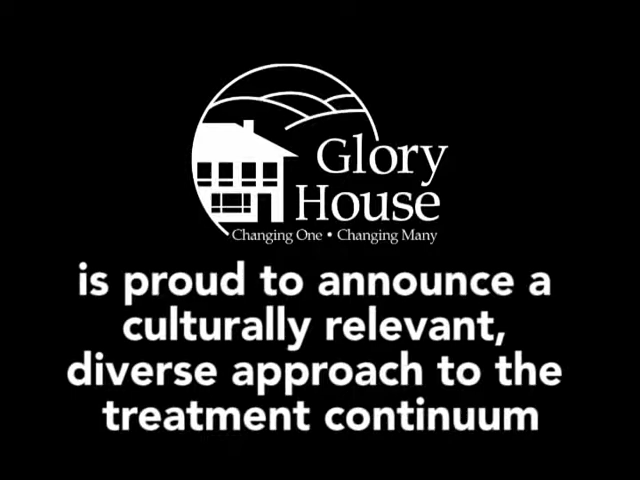 Glory
House
Changing One • Changing Many
is proud to announce a
culturally relevant,
diverse approach to the
treatment continuum